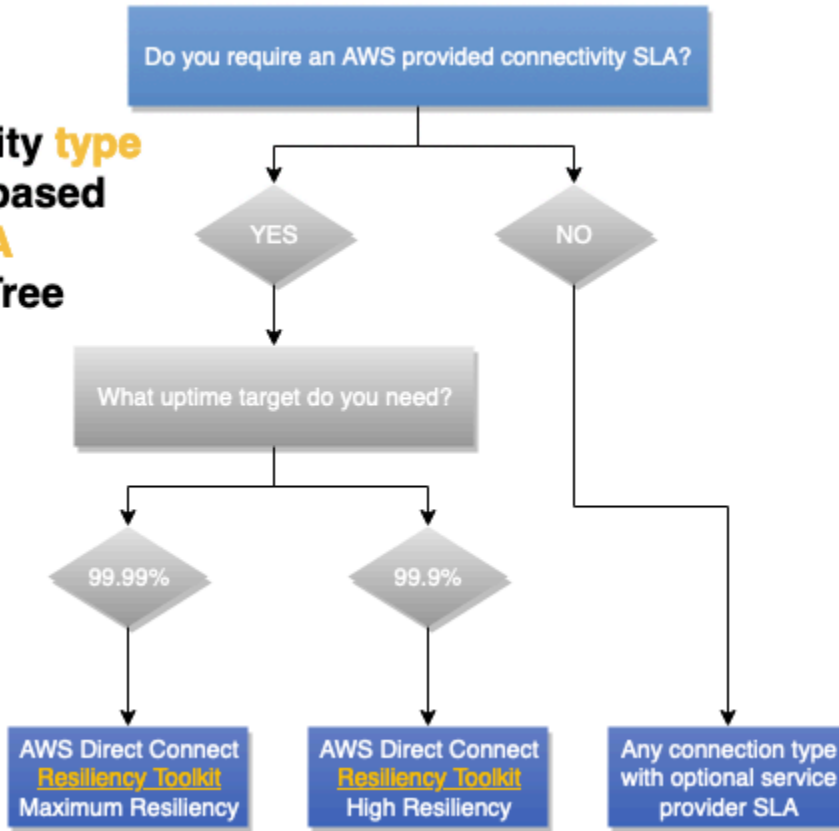 Do you require an AWS provided connectivity SLA?
type
based
YES
NO
What uptime target do you need?
99.99%
99.9%
AWS Direct Connect
Resiliency Toolkit
Maximum Resiliency
AWS Direct Connect
Resiliency Toolkit
High Resiliency
Any connection type
with optional service
provider SLA